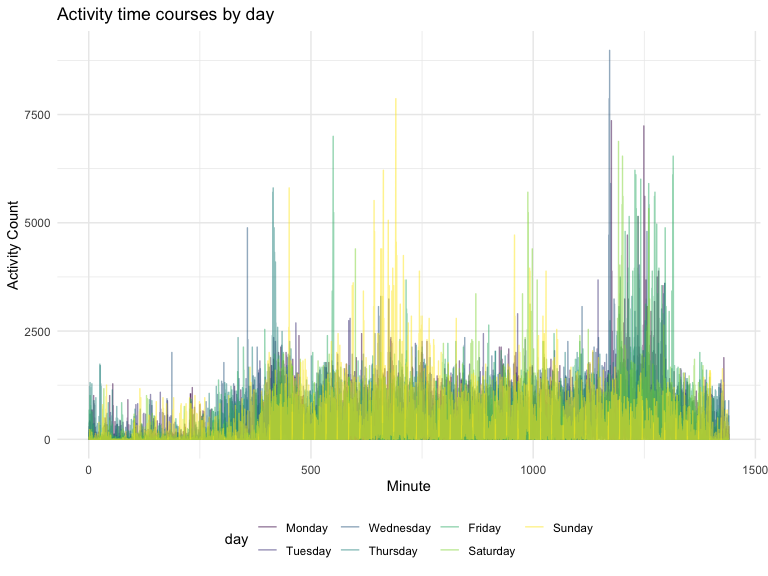 Activity time courses by day
Activity Count
7500
5000
2500
0
0 500 1000 1500
Minute
day
Monday Wednesday Friday Sunday
Tuesday Thursday Saturday